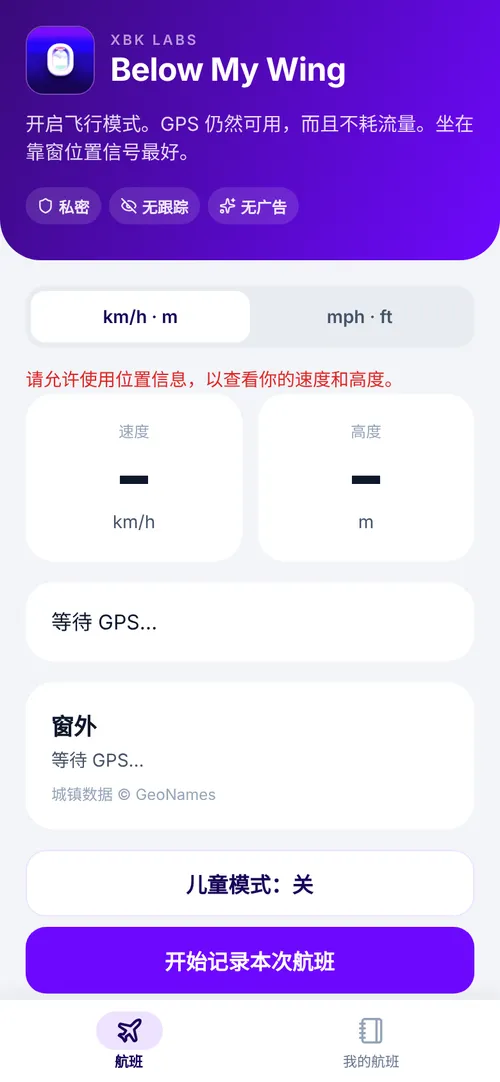 XBK LABS
Below My Wing
开启飞行模式。GPS 仍然可用，而且不耗流量。坐在
靠窗位置信号最好。
私密
无跟踪
无广告
km/h · m
mph · ft
请允许使用位置信息，以查看你的速度和高度。
速度
高度
–
–
km/h
m
等待 GPS…
窗外
等待 GPS…
城镇数据 © GeoNames
儿童模式：关
开始记录本次航班
航班
我的航班